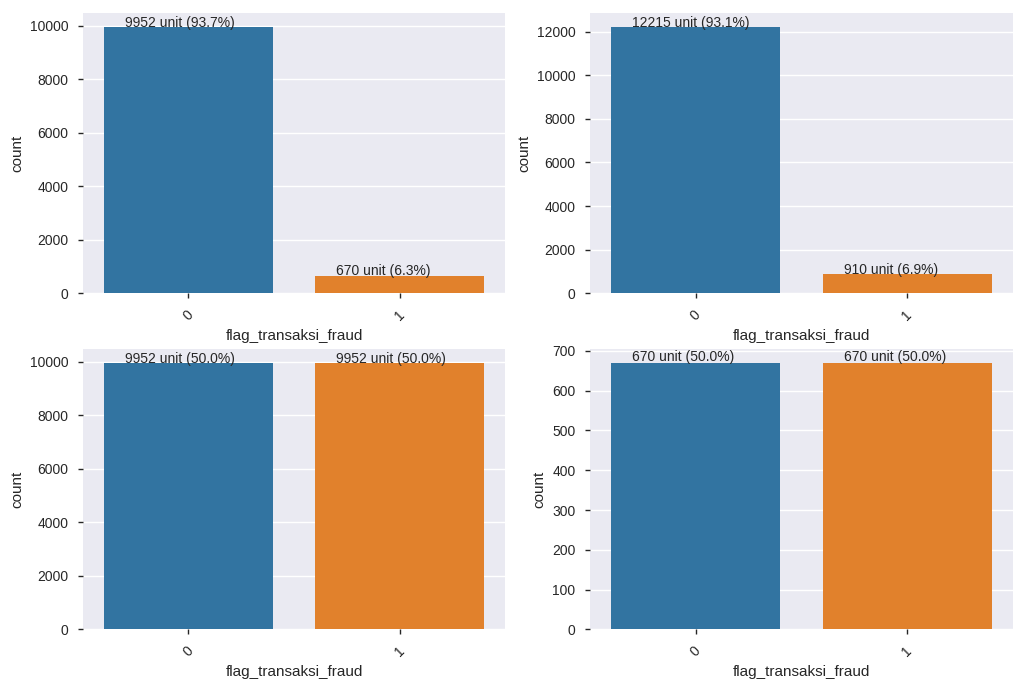 9952 unit (93.7%)
10000
8000
6000
4000
2000
0
count
670 unit (6.3%)
0
1
flag_transaksi_fraud
12215 unit (93.1%)
12000
10000
8000
6000
4000
2000
0
count
910 unit (6.9%)
0
1
flag_transaksi_fraud
9952 unit (50.0%)
9952 unit (50.0%)
10000
8000
6000
4000
2000
0
count
0
1
flag_transaksi_fraud
670 unit (50.0%)
670 unit (50.0%)
700
600
500
400
300
200
100
0
count
0
1
flag_transaksi_fraud